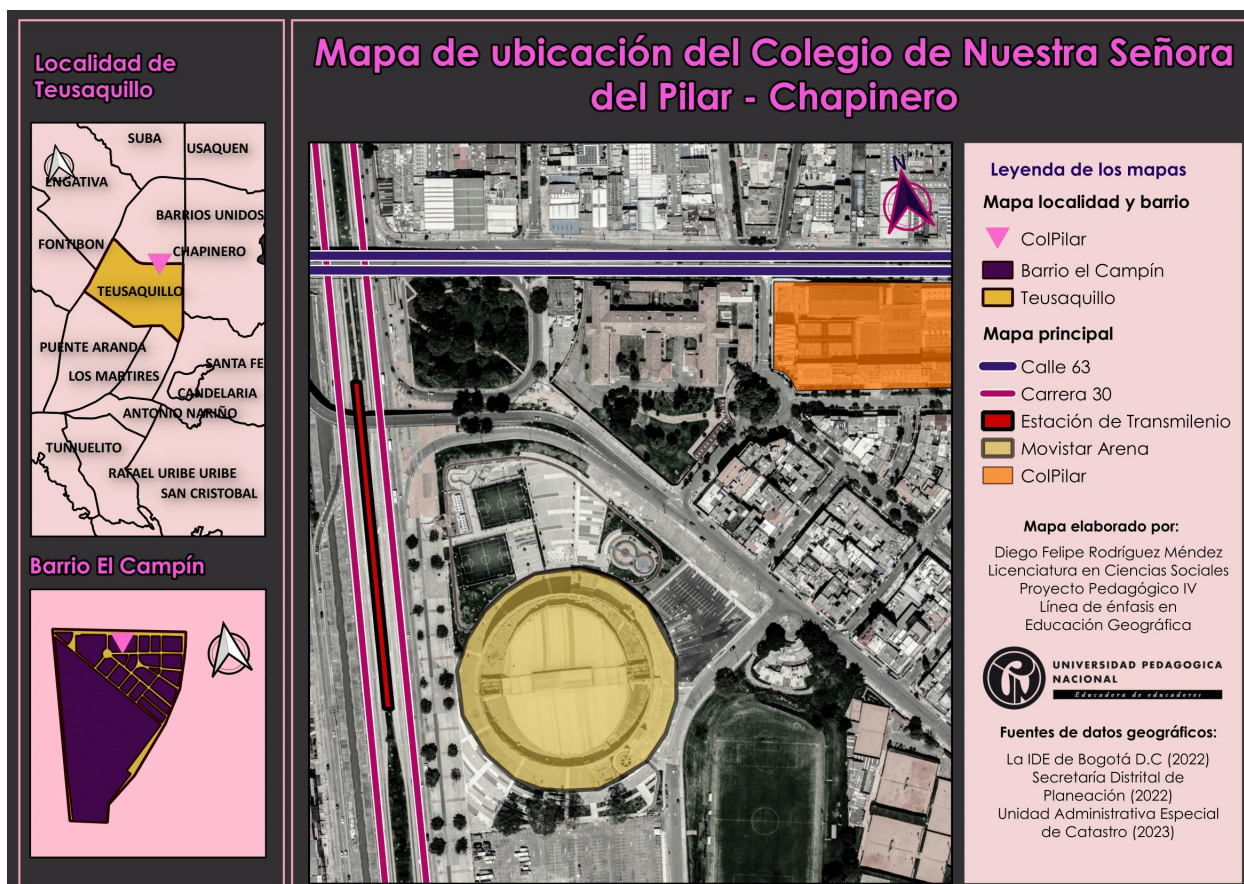 Localidad de
Teusaquillo
SUBA
USAQUEN
ENGATIVA
BARRIOS UNIDOS
FONTIBON
CHAPINERO
TEUSAQUILLO
PUENTE ARANDA
SANTA FE
LOS MARTIRES
CANDELARIA
ANTONIO NARIÑO
TUNJUELITO
RAFAEL URIBE URIBE
SAN CRISTOBAL
Barrio El Campín
Mapa de ubicación del Colegio de Nuestra Señora
del Pilar - Chapinero
N
Leyenda de los mapas
Mapa localidad y barrio
ColPilar
Barrio el Campín
Teusaquillo
Mapa principal
Calle 63
Carrera 30
Estación de Transmilenio
Movistar Arena
ColPilar
Mapa elaborado por:
Diego Felipe Rodríguez Méndez
Licenciatura en Ciencias Sociales
Proyecto Pedagógico IV
Línea de énfasis en
Educación Geográfica
UNIVERSIDAD PEDAGOGICA
NACIONAL
Educadora de educadores
Fuentes de datos geográficos:
La IDE de Bogotá D.C (2022)
Secretaría Distrital de
Planeación (2022)
Unidad Administrativa Especial
de Catastro (2023)